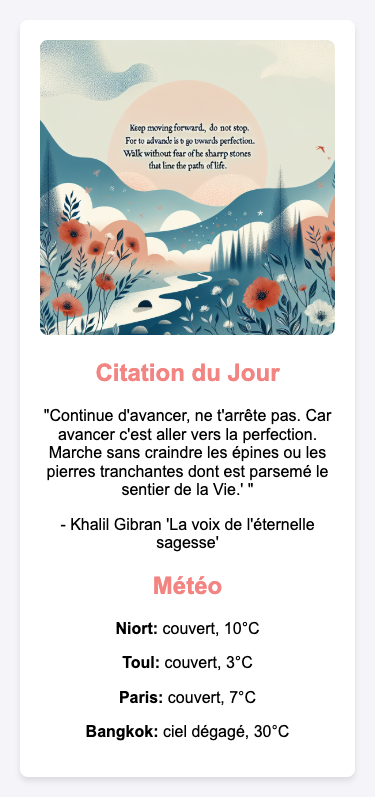 Keep moving forward., do not stop.
For to advande is to go towards perfection.
Walk without fear of he sharrp stones
that line the path of life.
Citation du Jour
"Continue d'avancer, ne t'arrête pas. Car
avancer c'est aller vers la perfection.
Marche sans craindre les épines ou les
pierres tranchantes dont est parsemé le
sentier de la Vie.' "
- Khalil Gibran 'La voix de l'éternelle
sagesse'
Météo
Niort: couvert, 10°C
Toul: couvert, 3°C
Paris: couvert, 7°C
Bangkok: ciel dégagé, 30°C